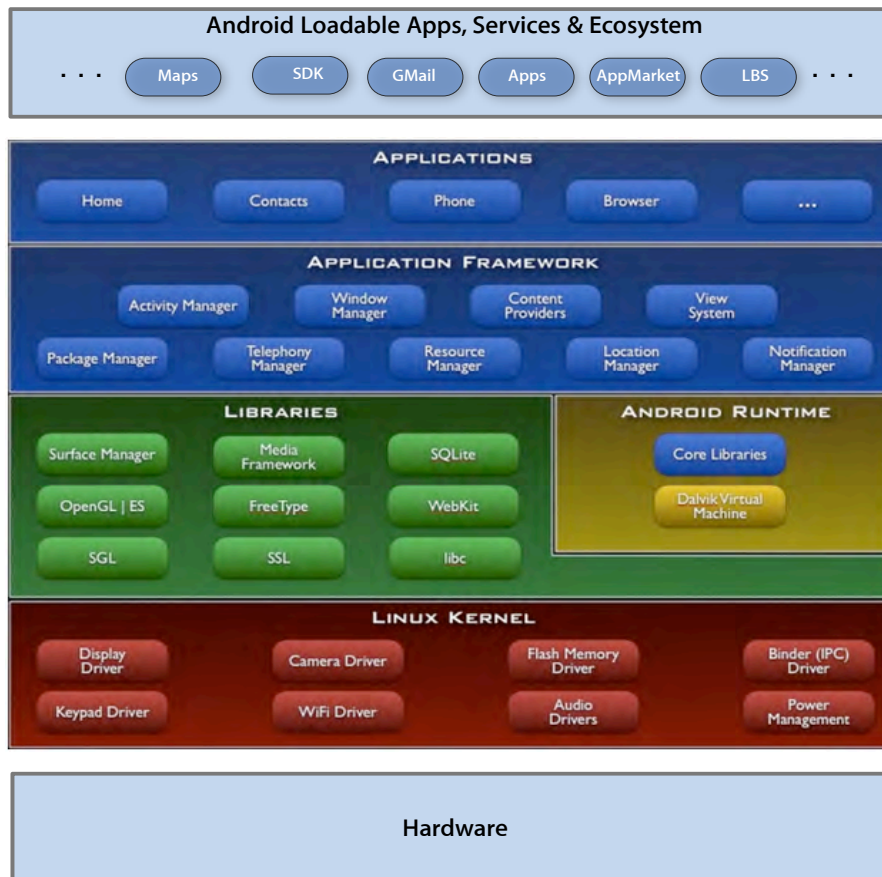 Android Loadable Apps, Services & Ecosystem
. . . Maps SDK GMail Apps AppMarket LBS . . .
APPLICATIONS
Home Contacts Phone Browser ...
APPLICATION FRAMEWORK
Activity Manager
Window
Manager
Content
Providers
View
System
Package Manager
Telephony
Manager
Resource
Manager
Location
Manager
Notification
Manager
LIBRARIES
Surface Manager
Media
Framework
SQLite
OpenGL | ES FreeType WebKit
SGL SSL libc
ANDROID RUNTIME
Core Libraries
Dalvik Virtual
Machine
LINUX KERNEL
Display
Driver
Camera Driver
Flash Memory
Driver
Binder (IPC)
Driver
Keypad Driver
WiFi Driver
Audio
Drivers
Power
Management
Hardware